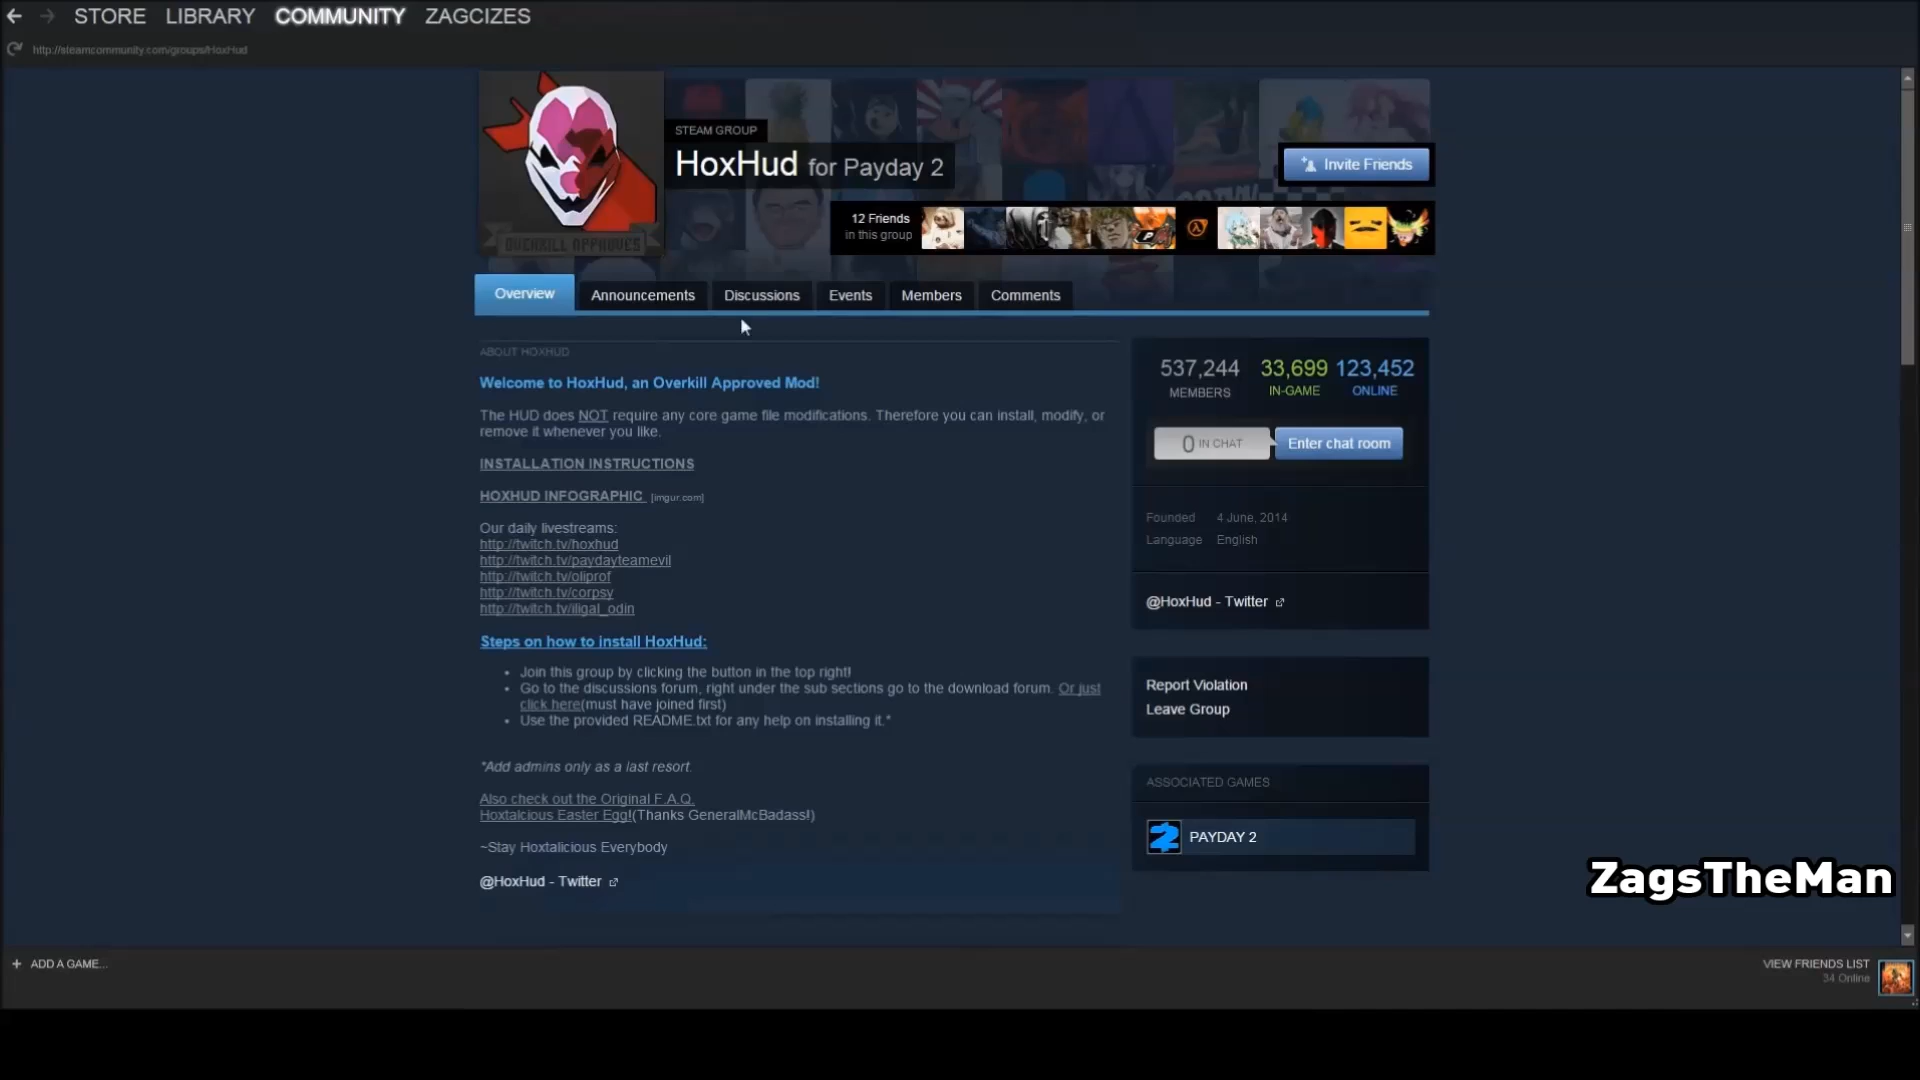 STORE LIBRARY COMMUNITY ZAGCIZES
http://steamcommunity.com/groups/HoxHud
STEAM GROUP
HoxHud for Payday 2
Invite Friends
12 Friends
in this group
OVERKILL APPROVES
Overview Announcements Discussions Events Members Comments
ABOUT HOXHUD
Welcome to HoxHud, an Overkill Approved Mod!
The HUD does NOT require any core game file modifications. Therefore you can install, modify, or
remove it whenever you like.
INSTALLATION INSTRUCTIONS
HOXHUD INFOGRAPHIC [imgur.com]
Our daily livestreams:
http://twitch.tv/hoxhud
http://twitch.tv/paydayteamevil
http://twitch.tv/oliprof
http://twitch.tv/corpsy
http://twitch.tv/iligal_odin
Steps on how to install HoxHud:
• Join this group by clicking the button in the top right!
• Go to the discussions forum, right under the sub sections go to the download forum. Or just
click here(must have joined first)
• Use the provided README.txt for any help on installing it.*
*Add admins only as a last resort.
Also check out the Original F.A.Q.
Hoxtalcious Easter Egg!(Thanks GeneralMcBadass!)
~Stay Hoxtalicious Everybody
@HoxHud - Twitter
537,244 33,699 123,452
MEMBERS IN-GAME ONLINE
0 IN CHAT Enter chat room
Founded 4 June, 2014
Language English
@HoxHud - Twitter
Report Violation
Leave Group
ASSOCIATED GAMES
2 PAYDAY 2
ZagsTheMan
+ ADD A GAME...
VIEW FRIENDS LIST
34 Online